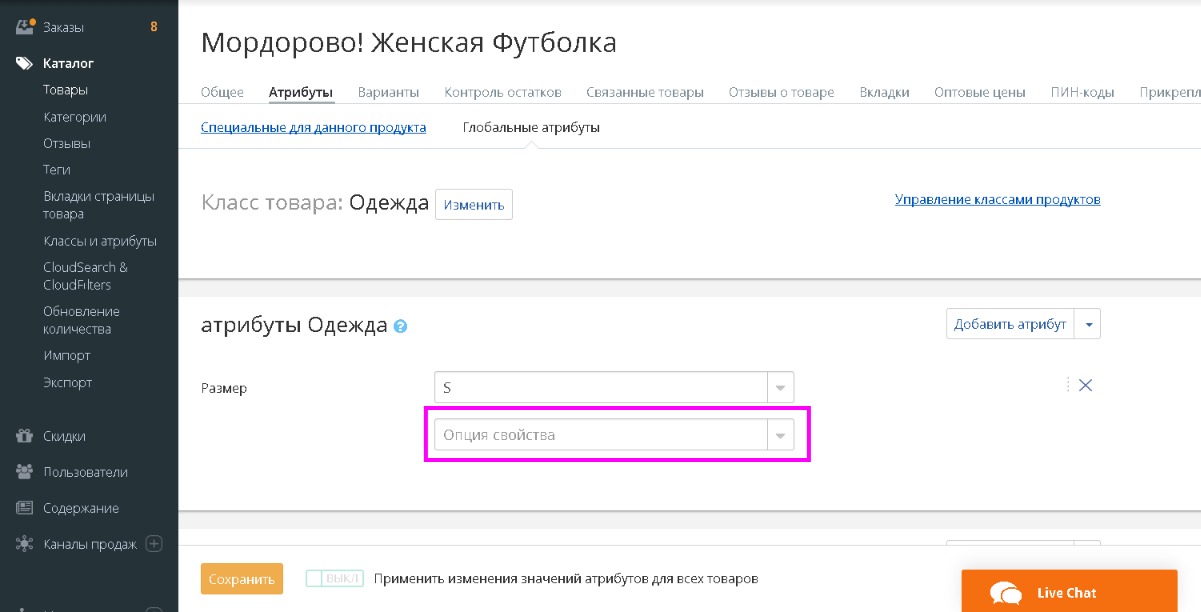 Заказы 8
Каталог
Товары
Категории
Отзывы
Теги
Вкладки страницы
товара
Классы и атрибуты
CloudSearch &
CloudFilters
Обновление
количества
Импорт
Экспорт
Скидки
Пользователи
Содержание
Каналы продаж
Мордорово! Женская Футболка
Общее Атрибуты Варианты Контроль остатков Связанные товары Отзывы о товаре Вкладки Оптовые цены ПИН-коды Прикрепл
Специальные для данного продукта Глобальные атрибуты
Класс товара: Одежда Изменить Управление классами продуктов
атрибуты Одежда ? Добавить атрибут
Размер S
Опция свойства
Сохранить ВЫКЛ Применить изменения значений атрибутов для всех товаров
Live Chat